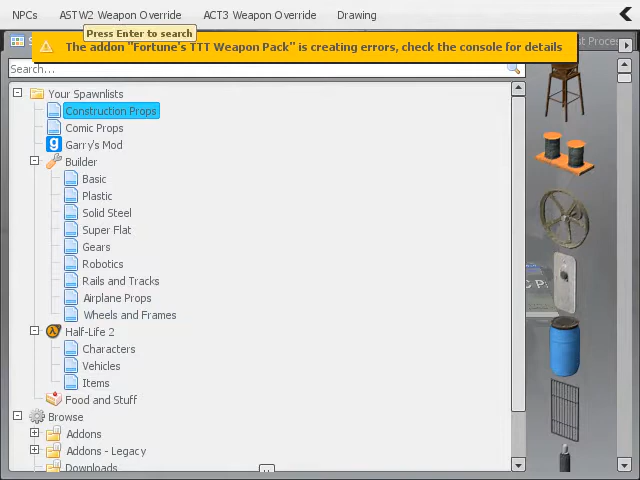 NPCs ASTW2 Weapon Override ACT3 Weapon Override Drawing
Press Enter to search
The addon "Fortune's TTT Weapon Pack" is creating errors, check the console for details
Search...
Your Spawnlists
Construction Props
Comic Props
Garry's Mod
Builder
Basic
Plastic
Solid Steel
Super Flat
Gears
Robotics
Rails and Tracks
Airplane Props
Wheels and Frames
Half-Life 2
Characters
Vehicles
Items
Food and Stuff
Browse
Addons
Addons - Legacy
Downloads